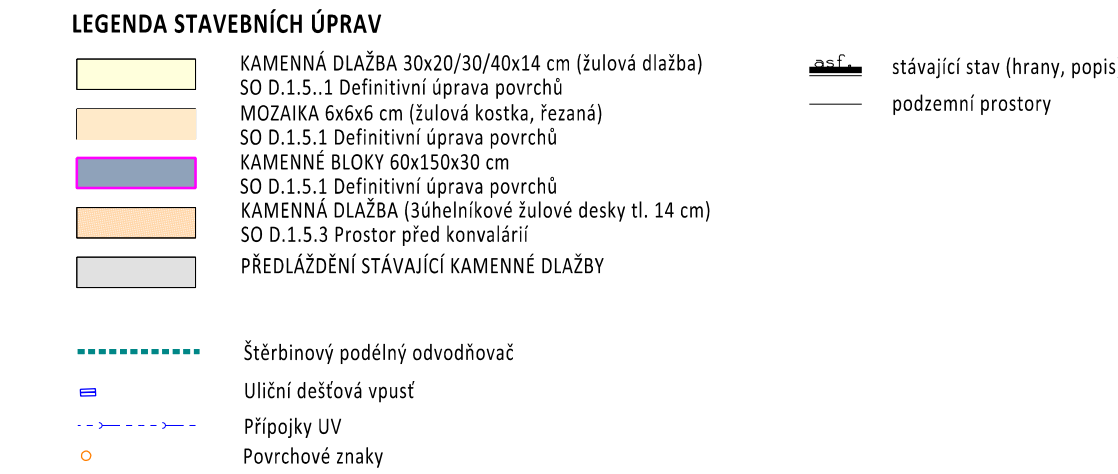 LEGENDA STAVEBNÍCH ÚPRAV
KAMENNÁ DLAŽBA 30x20/30/40x14 cm (žulová dlažba)
SO D.1.5..1 Definitivní úprava povrchů
MOZAIKA 6x6x6 cm (žulová kostka, řezaná)
SO D.1.5.1 Definitivní úprava povrchů
KAMENNÉ BLOKY 60x150x30 cm
SO D.1.5.1 Definitivní úprava povrchů
KAMENNÁ DLAŽBA (3úhelníkové žulové desky tl. 14 cm)
SO D.1.5.3 Prostor před konvalárií
PŘEDLÁŽDĚNÍ STÁVAJÍCÍ KAMENNÉ DLAŽBY
Štěrbinový podélný odvodňovač
Uliční dešťová vpusť
Přípojky UV
Povrchové znaky
asf.
stávající stav (hrany, popis
podzemní prostory